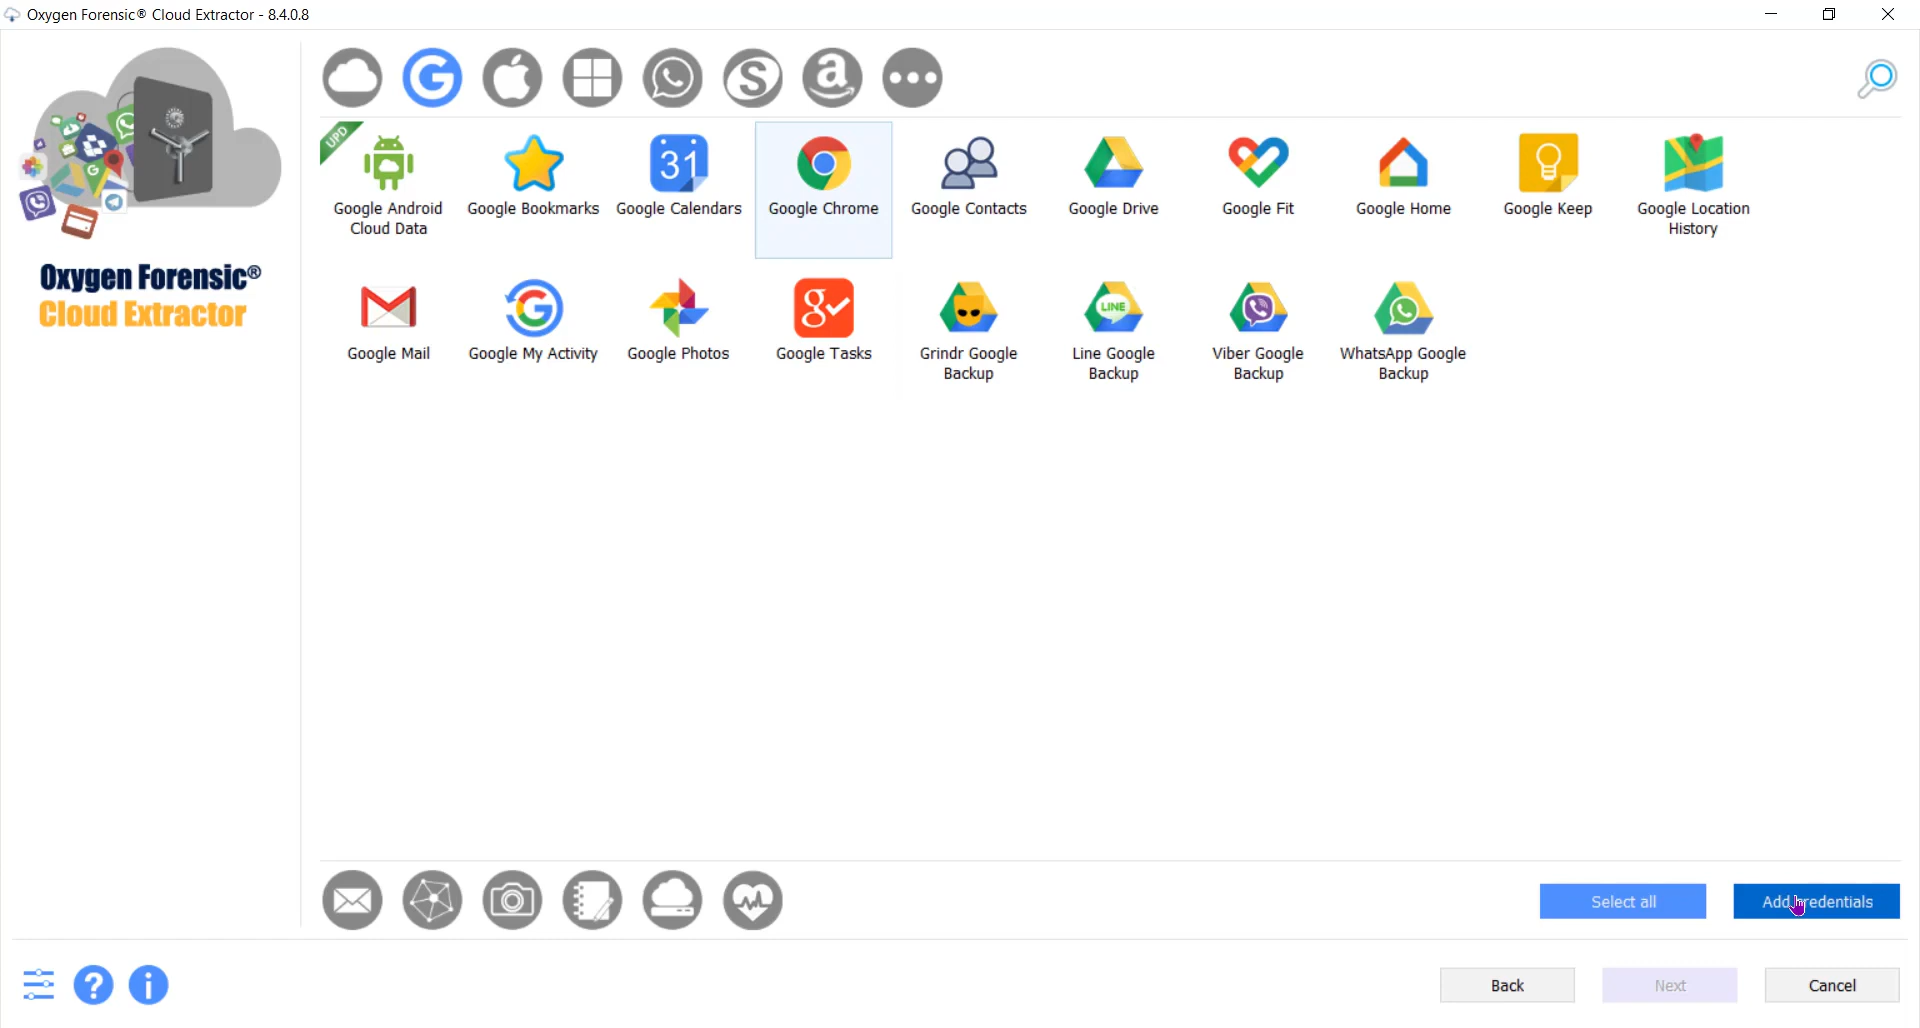 Oxygen Forensic® Cloud Extractor - 8.4.0.8
Oxygen Forensic®
Cloud Extractor
UPD
31
Google Android
Cloud Data
Google Bookmarks
Google Calendars
Google Chrome
Google Contacts
Google Drive
Google Fit
Google Home
Google Keep
Google Location
History
Google Mail
Google My Activity
Google Photos
Google Tasks
Grindr Google
Backup
LINE
Line Google
Backup
Viber Google
Backup
WhatsApp Google
Backup
Select all
Add credentials
Back
Next
Cancel